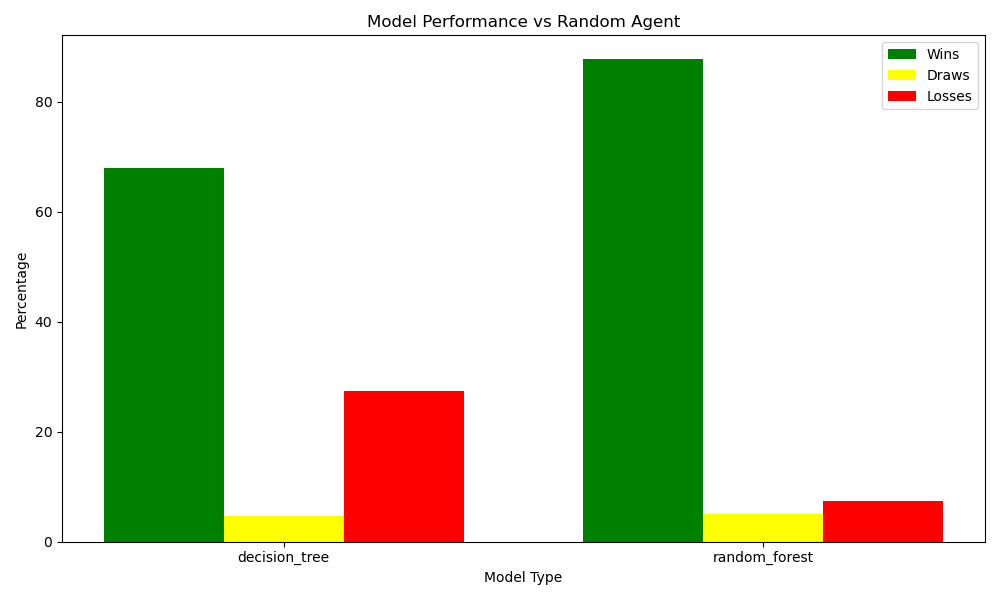 Model Performance vs Random Agent
Wins
Draws
Losses
80
60
40
20
0
Percentage
decision_tree
random_forest
Model Type